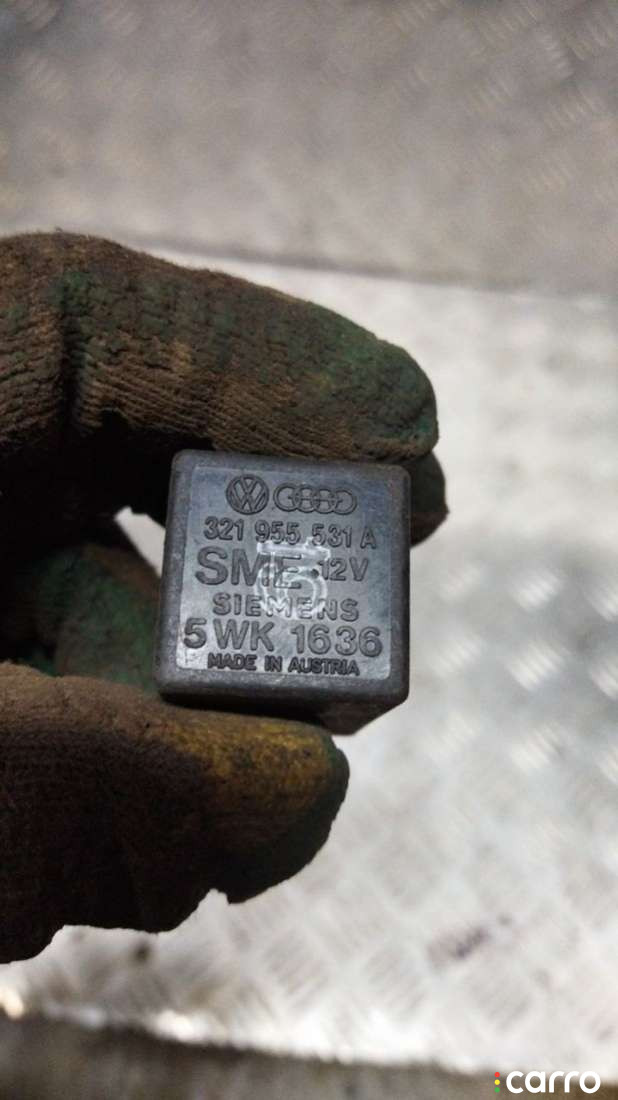 321 955 531 A
SME 12V
SIEMENS
5WK 1636
MADE IN AUSTRIA
carro